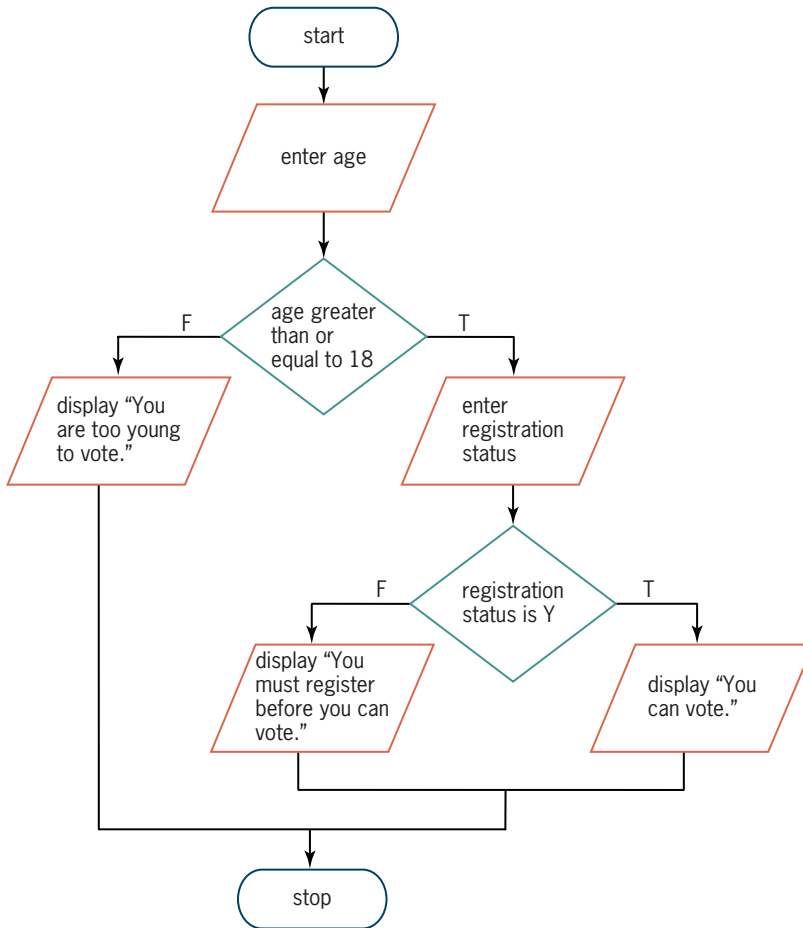 start
enter age
age greater
than or
equal to 18
F
T
display “You
are too young
to vote.”
enter
registration
status
registration
status is Y
F
T
display “You
must register
before you can
vote.”
display “You
can vote.”
stop